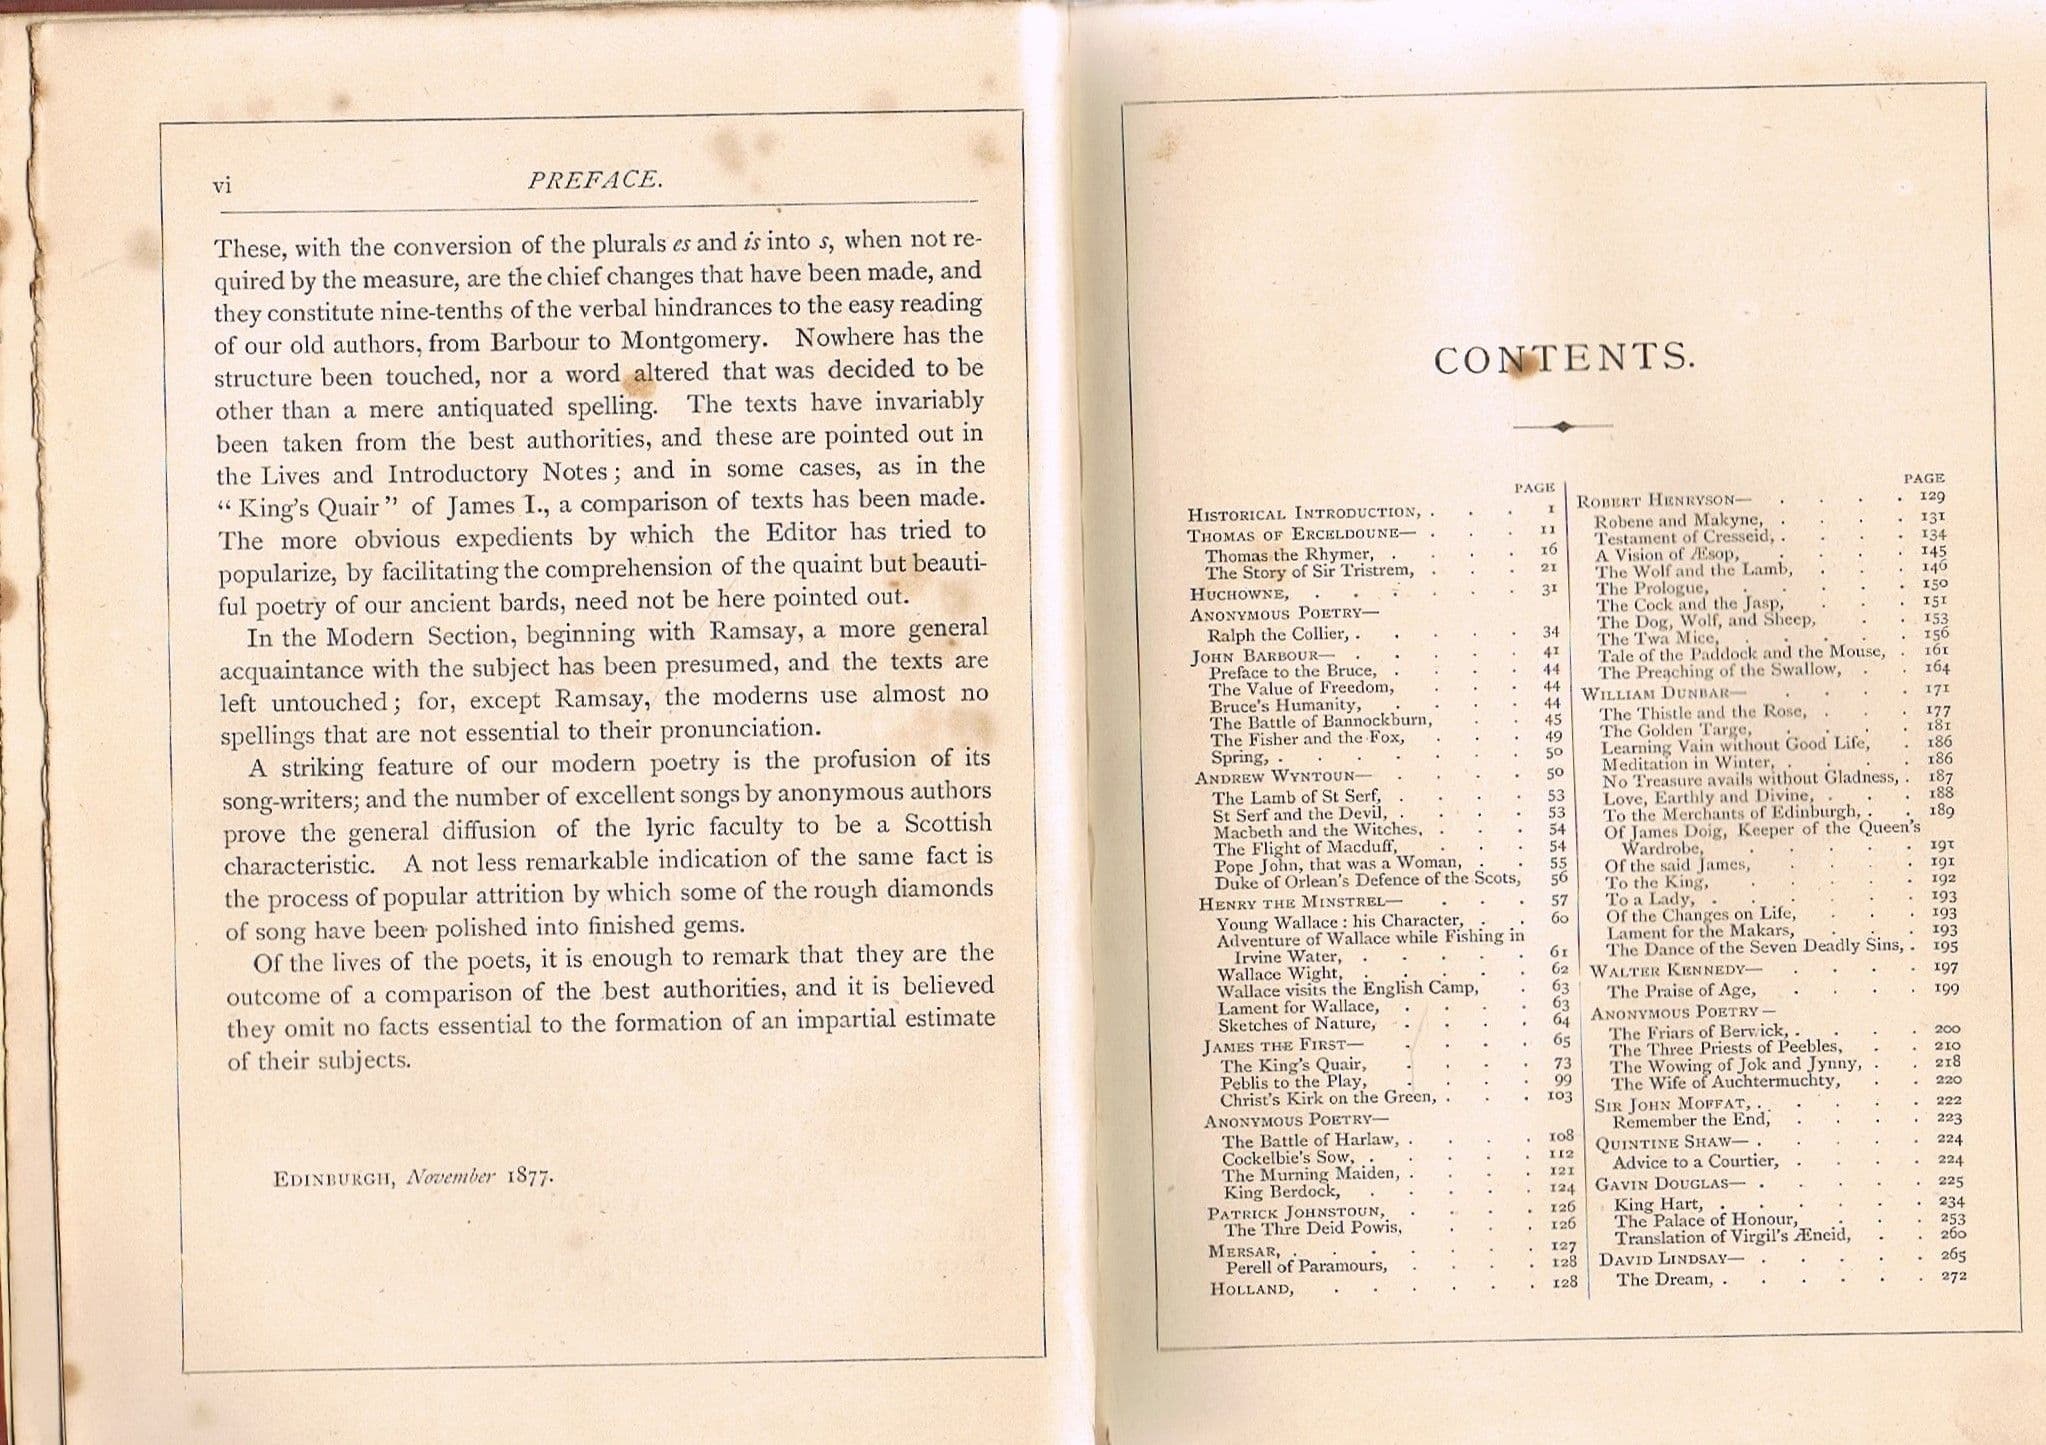 vi
PREFACE.
These, with the conversion of the plurals es and is into s, when not re-
quired by the measure, are the chief changes that have been made, and
they constitute nine-tenths of the verbal hindrances to the easy reading
of our old authors, from Barbour to Montgomery. Nowhere has the
structure been touched, nor a word altered that was decided to be
other than a mere antiquated spelling. The texts have invariably
been taken from the best authorities, and these are pointed out in
the Lives and Introductory Notes; and in some cases, as in the
“King's Quair” of James I., a comparison of texts has been made.
The more obvious expedients by which the Editor has tried to
popularize, by facilitating the comprehension of the quaint but beauti-
ful poetry of our ancient bards, need not be here pointed out.
In the Modern Section, beginning with Ramsay, a more general
acquaintance with the subject has been presumed, and the texts are
left untouched; for, except Ramsay, the moderns use almost no
spellings that are not essential to their pronunciation.
A striking feature of our modern poetry is the profusion of its
song-writers; and the number of excellent songs by anonymous authors
prove the general diffusion of the lyric faculty to be a Scottish
characteristic. A not less remarkable indication of the same fact is
the process of popular attrition by which some of the rough diamonds
of song have been polished into finished gems.
Of the lives of the poets, it is enough to remark that they are the
outcome of a comparison of the best authorities, and it is believed
they omit no facts essential to the formation of an impartial estimate
of their subjects.
EDINBURGH, November 1877.
CONTENTS.
PAGE
HISTORICAL INTRODUCTION, . . . 1
THOMAS OF ERCELDOUNE— . . . 11
Thomas the Rhymer, . . . . 16
The Story of Sir Tristrem, . . . 21
HUCHOWNE, . . . . . . 31
ANONYMOUS POETRY—
Ralph the Collier, . . . . . 34
JOHN BARBOUR— . . . . . 41
Preface to the Bruce, . . . . 44
The Value of Freedom, . . . 44
Bruce's Humanity, . . . . 44
The Battle of Bannockburn, . . 45
The Fisher and the Fox, . . . 49
Spring, . . . . . . . 50
ANDREW WYNTOUN— . . . . 50
The Lamb of St Serf, . . . . 53
St Serf and the Devil, . . . . 53
Macbeth and the Witches, . . . 54
The Flight of Macduff, . . . 54
Pope John, that was a Woman, . . 55
Duke of Orlean's Defence of the Scots, 56
HENRY THE MINSTREL— . . . 57
Young Wallace: his Character, . . 60
Adventure of Wallace while Fishing in
Irvine Water, . . . . . 61
Wallace Wight, . . . . . 62
Wallace visits the English Camp, . 63
Lament for Wallace, . . . . 63
Sketches of Nature, . . . . 64
JAMES THE FIRST— . . . . 65
The King's Quair, . . . . 73
Peblis to the Play, . . . . 99
Christ's Kirk on the Green, . . . 103
ANONYMOUS POETRY—
The Battle of Harlaw, . . . . 108
Cockelbie's Sow, . . . . . 112
The Murning Maiden, . . . . 121
King Berdock, . . . . . 124
PATRICK JOHNSTOUN, . . . . 126
The Thre Deid Powis, . . . 126
MERSAR, . . . . . . . 127
Perell of Paramours, . . . . 128
HOLLAND, . . . . . . 128
PAGE
ROBERT HENRYSON— . . . . 129
Robene and Makyne, . . . . 131
Testament of Cresseid, . . . . 134
A Vision of Æsop, . . . . 145
The Wolf and the Lamb, . . . 146
The Prologue, . . . . . 150
The Cock and the Jasp, . . . 151
The Dog, Wolf, and Sheep, . . 153
The Twa Mice, . . . . . 156
Tale of the Paddock and the Mouse, . 161
The Preaching of the Swallow, . . 164
WILLIAM DUNBAR— . . . . 171
The Thistle and the Rose, . . . 177
The Golden Targe, . . . . 181
Learning Vain without Good Life, . 186
Meditation in Winter, . . . . 186
No Treasure avails without Gladness, . 187
Love, Earthly and Divine, . . . 188
To the Merchants of Edinburgh, . . 189
Of James Doig, Keeper of the Queen's
Wardrobe, . . . . . 191
Of the said James, . . . . 191
To the King, . . . . . 192
To a Lady, . . . . . . 193
Of the Changes on Life, . . . 193
Lament for the Makars, . . . 193
The Dance of the Seven Deadly Sins, . 195
WALTER KENNEDY— . . . . 197
The Praise of Age, . . . . 199
ANONYMOUS POETRY—
The Friars of Berwick, . . . . 200
The Three Priests of Peebles, . . 210
The Wowing of Jok and Jynny, . . 218
The Wife of Auchtermuchty, . . 220
SIR JOHN MOFFAT, . . . . . 222
Remember the End, . . . . 223
QUINTINE SHAW— . . . . . 224
Advice to a Courtier, . . . . 224
GAVIN DOUGLAS— . . . . . 225
King Hart, . . . . . . 234
The Palace of Honour, . . . 253
Translation of Virgil's Æneid, . . 260
DAVID LINDSAY— . . . . . 265
The Dream, . . . . . . 272